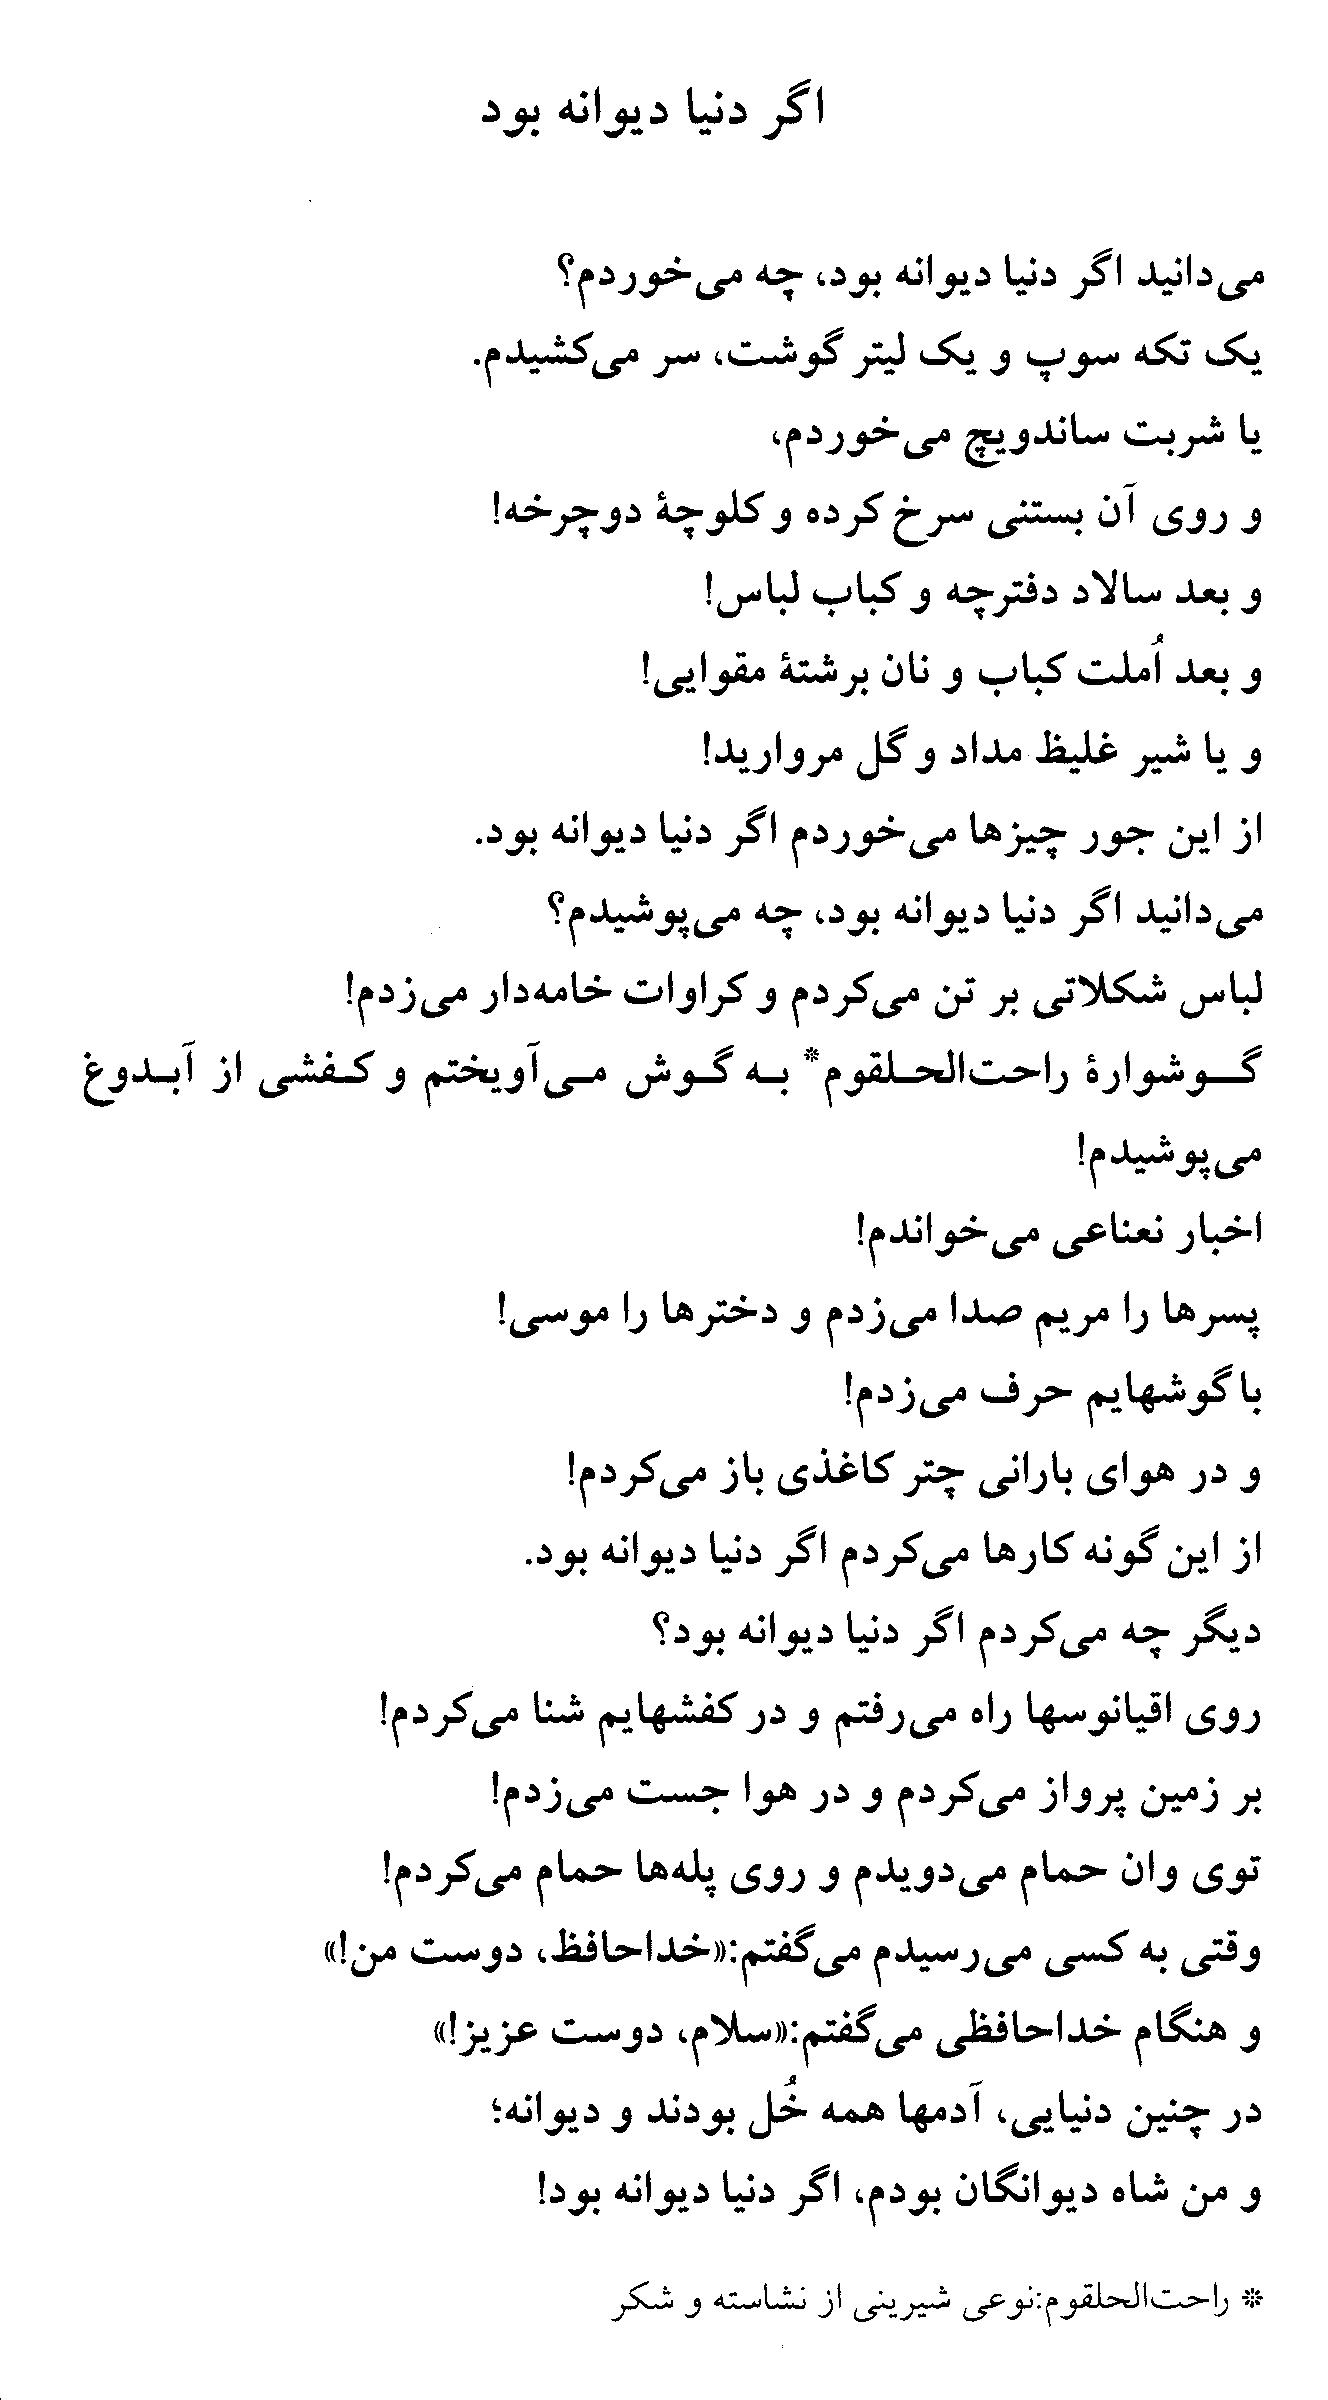 اگر دنیا دیوانه بود
می‌دانید اگر دنیا دیوانه بود، چه می‌خوردم؟
یک تکه سوپ و یک لیتر گوشت، سر می‌کشیدم.
یا شربت ساندویچ می‌خوردم،
و روی آن بستنی سرخ کرده و کلوچهٔ دوچرخه!
و بعد سالاد دفترچه و کباب لباس!
و بعد اُملت کباب و نان برشتهٔ مقوایی!
و یا شیر غلیظ مداد و گل مروارید!
از این جور چیزها می‌خوردم اگر دنیا دیوانه بود.
می‌دانید اگر دنیا دیوانه بود، چه می‌پوشیدم؟
لباس شکلاتی بر تن می‌کردم و کراوات خامه‌دار می‌زدم!
گـوشوارهٔ راحت‌الحـلقوم* بـه گـوش مـی‌آویختم و کـفشی از آبـدوغ
می‌پوشیدم!
اخبار نعناعی می‌خواندم!
پسرها را مریم صدا می‌زدم و دخترها را موسی!
با گوشهایم حرف می‌زدم!
و در هوای بارانی چتر کاغذی باز می‌کردم!
از این گونه کارها می‌کردم اگر دنیا دیوانه بود.
دیگر چه می‌کردم اگر دنیا دیوانه بود؟
روی اقیانوسها راه می‌رفتم و در کفشهایم شنا می‌کردم!
بر زمین پرواز می‌کردم و در هوا جست می‌زدم!
توی وان حمام می‌دویدم و روی پله‌ها حمام می‌کردم!
وقتی به کسی می‌رسیدم می‌گفتم:«خداحافظ، دوست من!»
و هنگام خداحافظی می‌گفتم:«سلام، دوست عزیز!»
در چنین دنیایی، آدمها همه خُل بودند و دیوانه؛
و من شاه دیوانگان بودم، اگر دنیا دیوانه بود!
* راحت‌الحلقوم:نوعی شیرینی از نشاسته و شکر